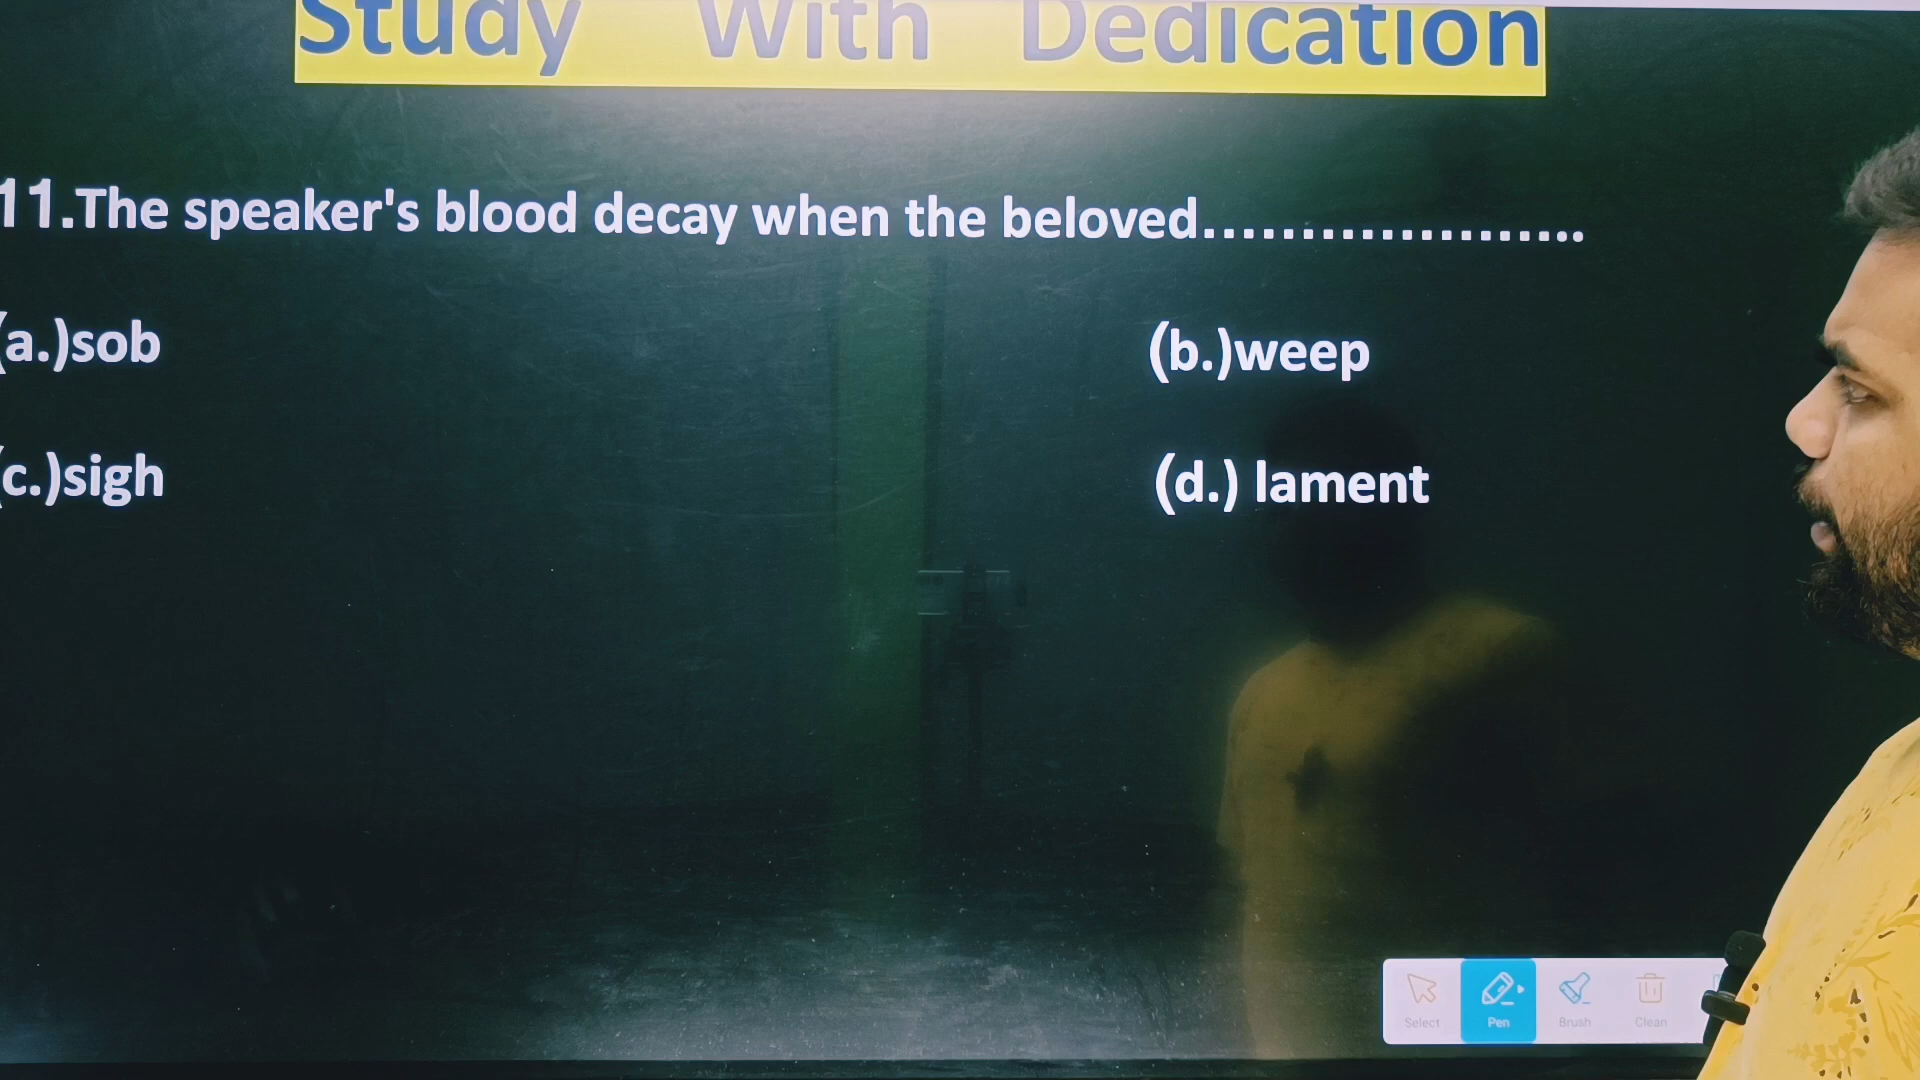 Study With Dedication
11.The speaker's blood decay when the beloved.....................
(a.)sob
(b.)weep
(c.)sigh
(d.) lament
Select
Pen
Brush
Clean